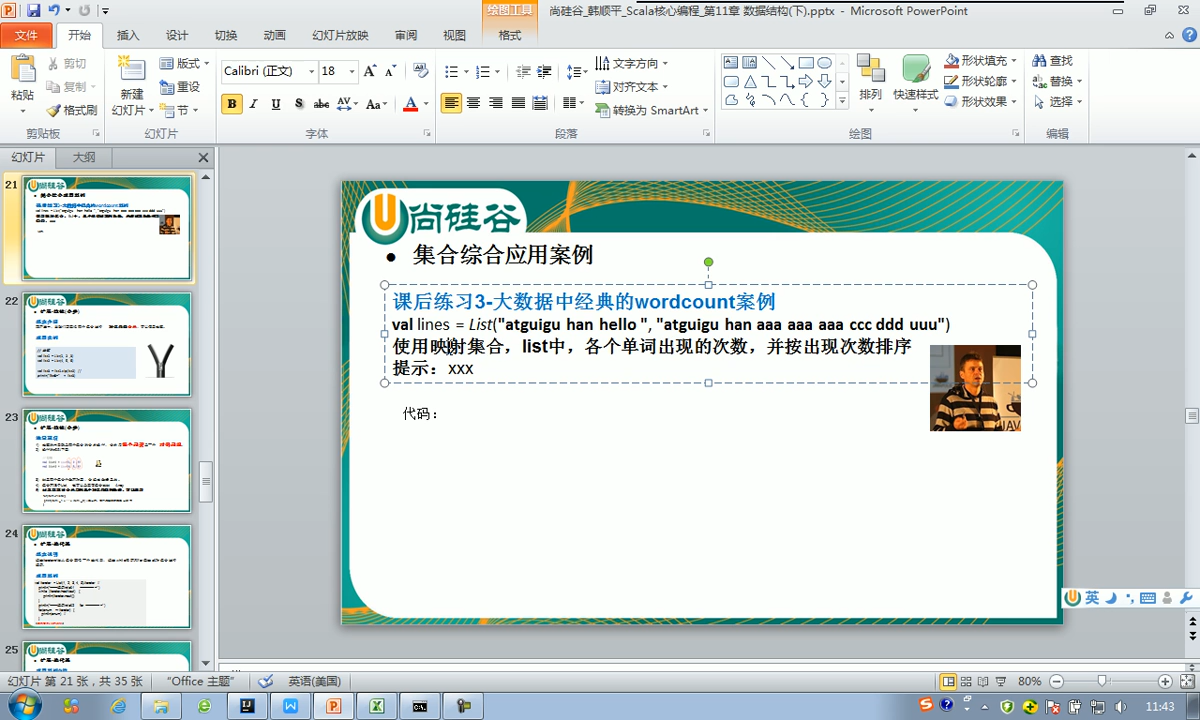 绘图工具
尚硅谷_韩顺平_Scala核心编程_第11章 数据结构(下).pptx - Microsoft PowerPoint
文件 开始 插入 设计 切换 动画 幻灯片放映 审阅 视图 格式
剪切 版式 Calibri (正文) 18 文字方向 形状填充 查找
粘贴 复制 新建 幻灯片 重设 对齐文本 排列 快速样式 形状轮廓 替换
格式刷 节 B I U S abc AV Aa A 转换为 SmartArt 形状效果 选择
剪贴板 幻灯片 字体 段落 绘图 编辑
幻灯片 大纲
21
22
23
24
25
尚硅谷
• 集合综合应用案例
课后练习3-大数据中经典的wordcount案例
val lines = List("atguigu han hello ", "atguigu han aaa aaa aaa ccc ddd uuu")
使用映射集合，list中，各个单词出现的次数，并按出现次数排序
提示：xxx
代码：
英
幻灯片 第 21 张，共 35 张 "Office 主题" 英语(美国) 80%
11:43